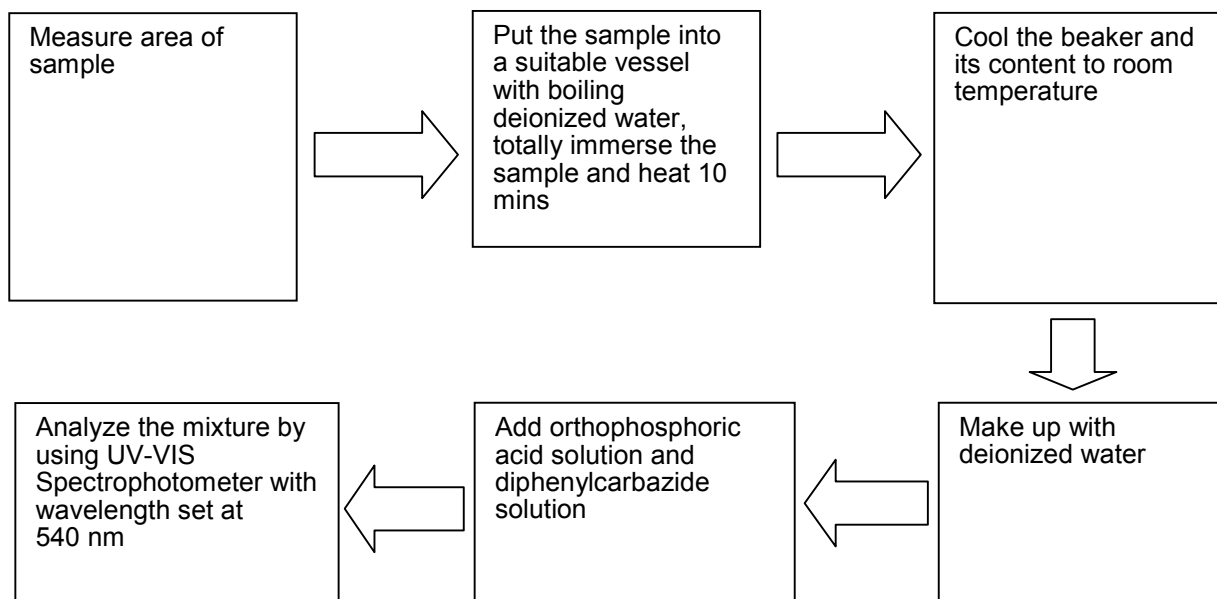 Measure area of
sample
Put the sample into
a suitable vessel
with boiling
deionized water,
totally immerse the
sample and heat 10
mins
Cool the beaker and
its content to room
temperature
Make up with
deionized water
Add orthophosphoric
acid solution and
diphenylcarbazide
solution
Analyze the mixture by
using UV-VIS
Spectrophotometer with
wavelength set at
540 nm